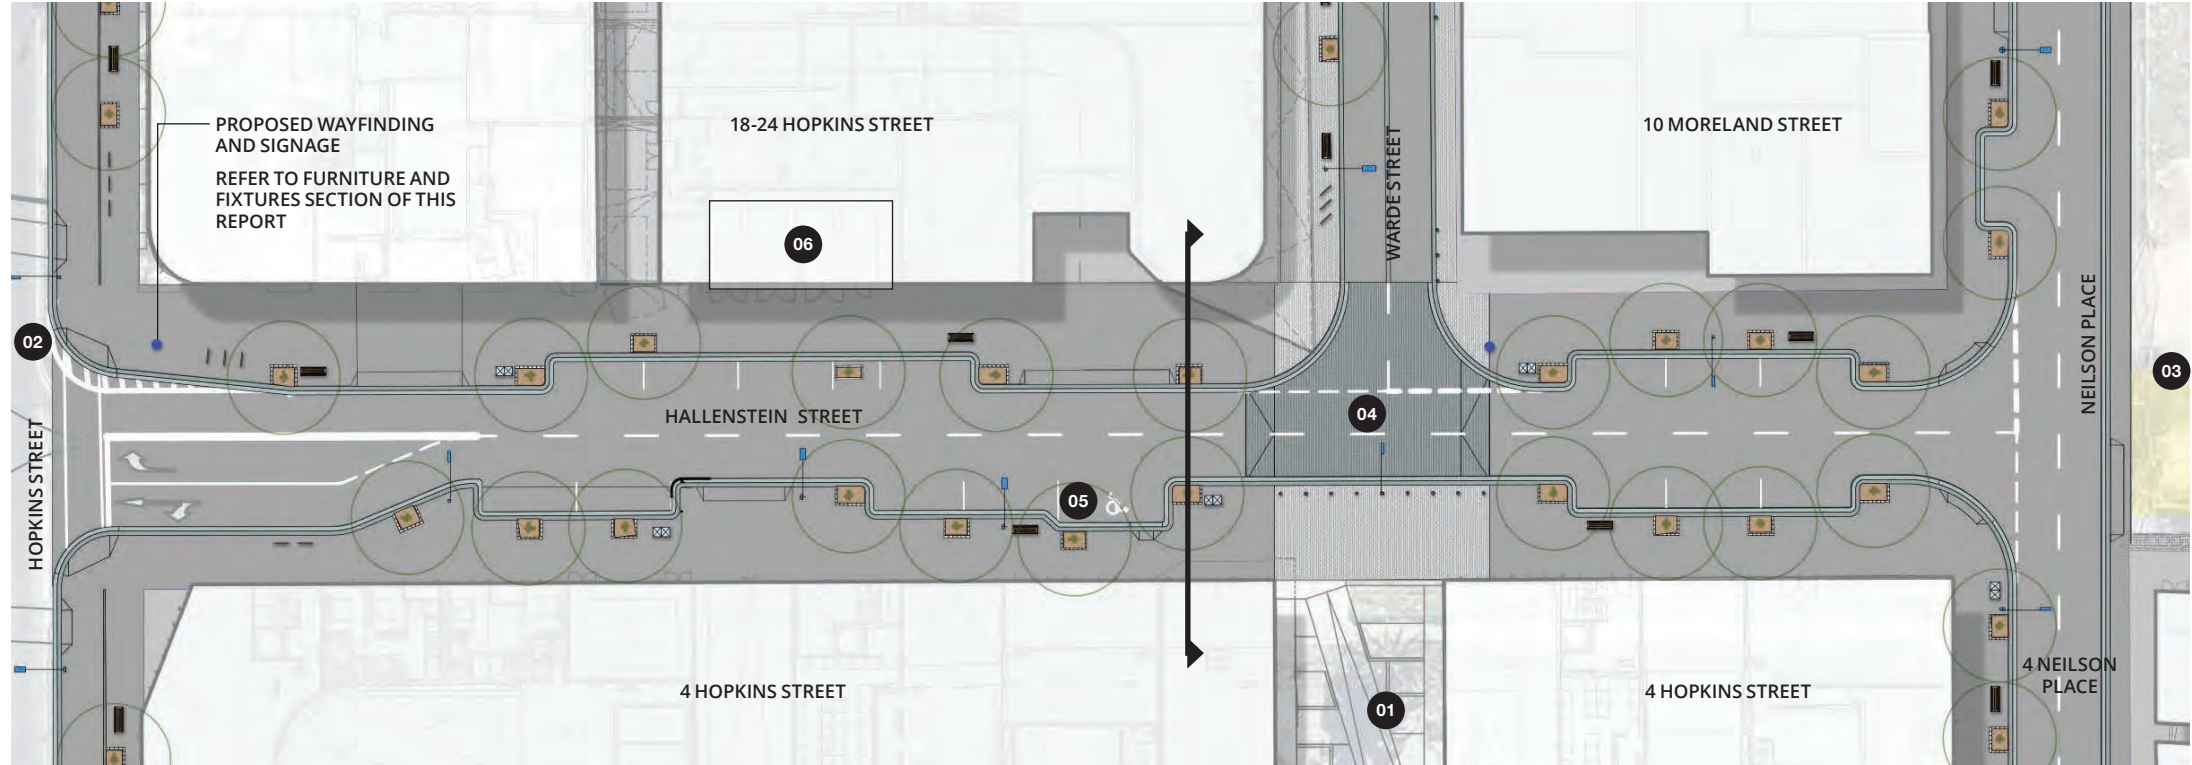 PROPOSED WAYFINDING
AND SIGNAGE
REFER TO FURNITURE AND
FIXTURES SECTION OF THIS
REPORT
18-24 HOPKINS STREET
06
WARDE STREET
10 MORELAND STREET
02
HOPKINS STREET
HALLENSTEIN STREET
04
05
NEILSON PLACE
03
4 HOPKINS STREET
01
4 HOPKINS STREET
4 NEILSON
PLACE